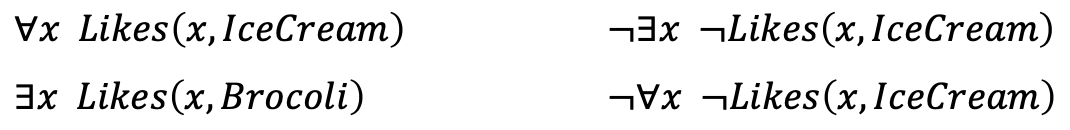 ∀x Likes(x, IceCream) ¬∃x ¬Likes(x, IceCream)
∃x Likes(x, Brocoli) ¬∀x ¬Likes(x, IceCream)